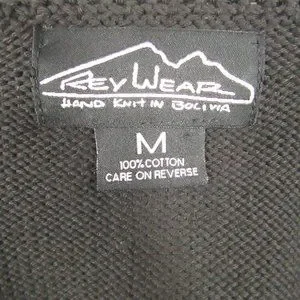 REY WEAR
HAND KNIT IN BOLIVIA
M
100% COTTON
CARE ON REVERSE